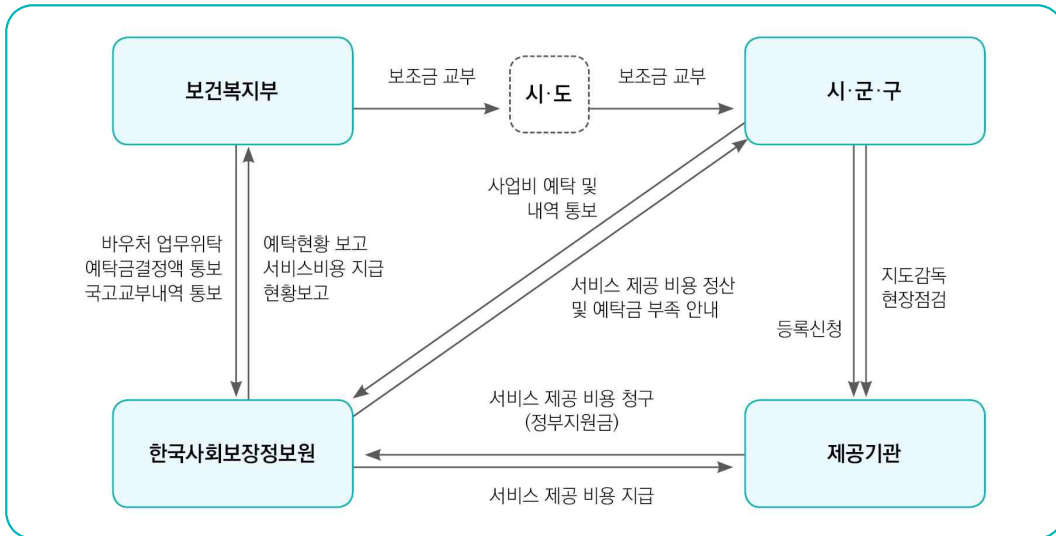 보건복지부
보조금 교부
시·도
보조금 교부
시·군·구
사업비 예탁 및
내역 통보
바우처 업무위탁
예탁금결정액 통보
국고교부내역 통보
예탁현황 보고
서비스비용 지급
현황보고
서비스 제공 비용 정산
및 예탁금 부족 안내
지도감독
현장점검
등록신청
서비스 제공 비용 청구
(정부지원금)
한국사회보장정보원
제공기관
서비스 제공 비용 지급